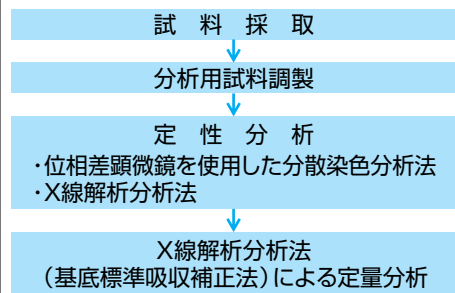 試料採取
分析用試料調製
定性分析
・位相差顕微鏡を使用した分散染色分析法
・X線解析分析法
X線解析分析法
(基底標準吸収補正法)による定量分析